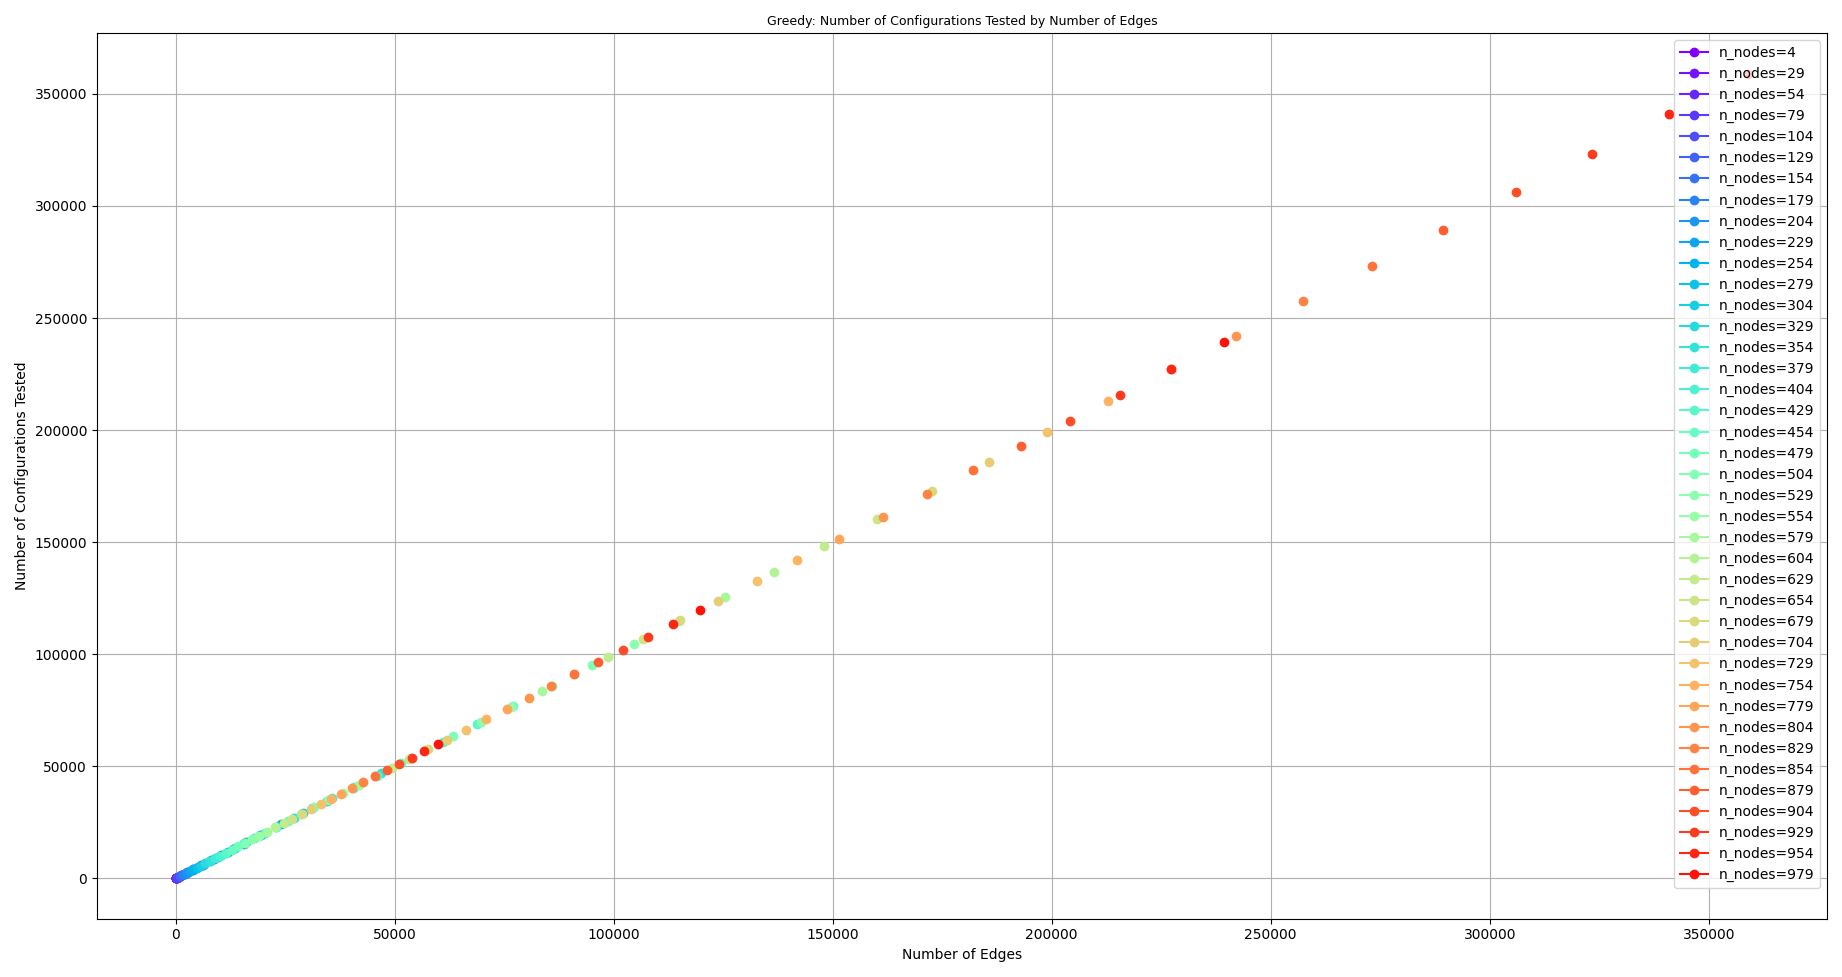 Greedy: Number of Configurations Tested by Number of Edges
350000
300000
250000
200000
150000
100000
50000
0
Number of Configurations Tested
0
50000
100000
150000
200000
250000
300000
350000
Number of Edges
n_nodes=4
n_nodes=29
n_nodes=54
n_nodes=79
n_nodes=104
n_nodes=129
n_nodes=154
n_nodes=179
n_nodes=204
n_nodes=229
n_nodes=254
n_nodes=279
n_nodes=304
n_nodes=329
n_nodes=354
n_nodes=379
n_nodes=404
n_nodes=429
n_nodes=454
n_nodes=479
n_nodes=504
n_nodes=529
n_nodes=554
n_nodes=579
n_nodes=604
n_nodes=629
n_nodes=654
n_nodes=679
n_nodes=704
n_nodes=729
n_nodes=754
n_nodes=779
n_nodes=804
n_nodes=829
n_nodes=854
n_nodes=879
n_nodes=904
n_nodes=929
n_nodes=954
n_nodes=979